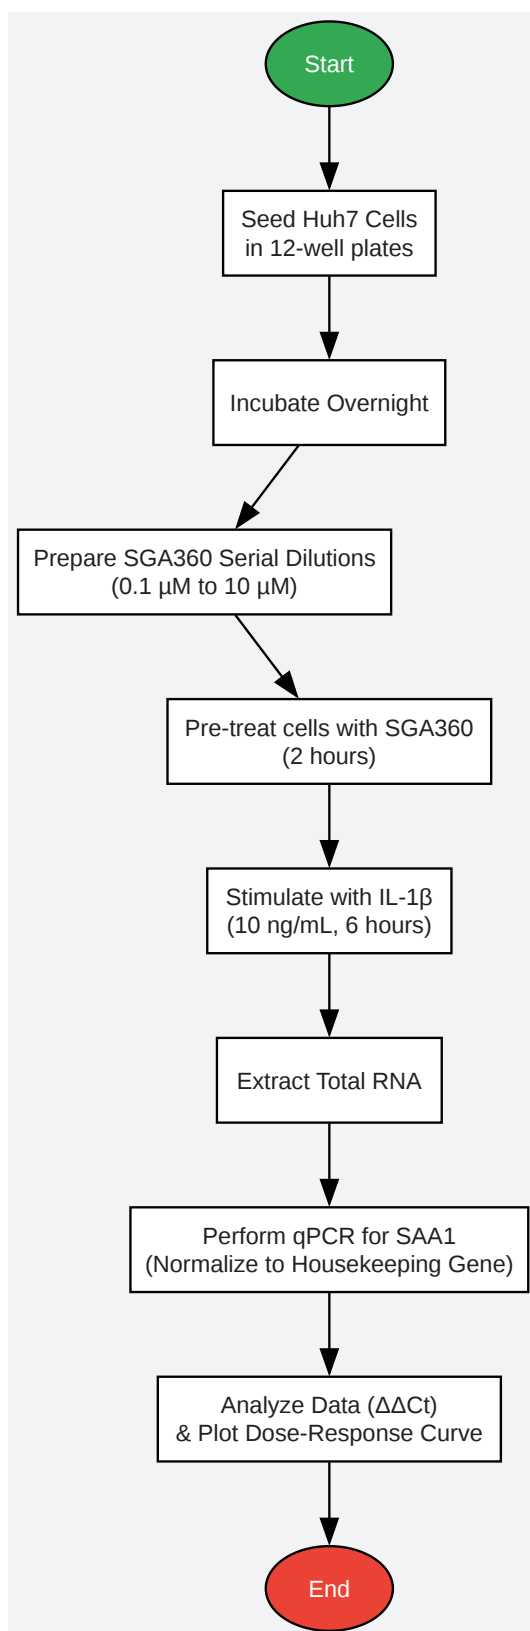 Start
Seed Huh7 Cells
in 12-well plates
Incubate Overnight
Prepare SGA360 Serial Dilutions
(0.1 µM to 10 µM)
Pre-treat cells with SGA360
(2 hours)
Stimulate with IL-1β
(10 ng/mL, 6 hours)
Extract Total RNA
Perform qPCR for SAA1
(Normalize to Housekeeping Gene)
Analyze Data (ΔΔCt)
& Plot Dose-Response Curve
End